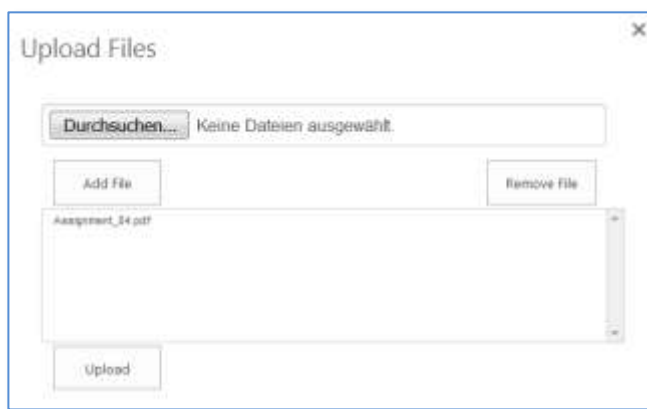 Upload Files
×
Durchsuchen... Keine Dateien ausgewählt.
Add File Remove File
Assignment_04.pdf
Upload